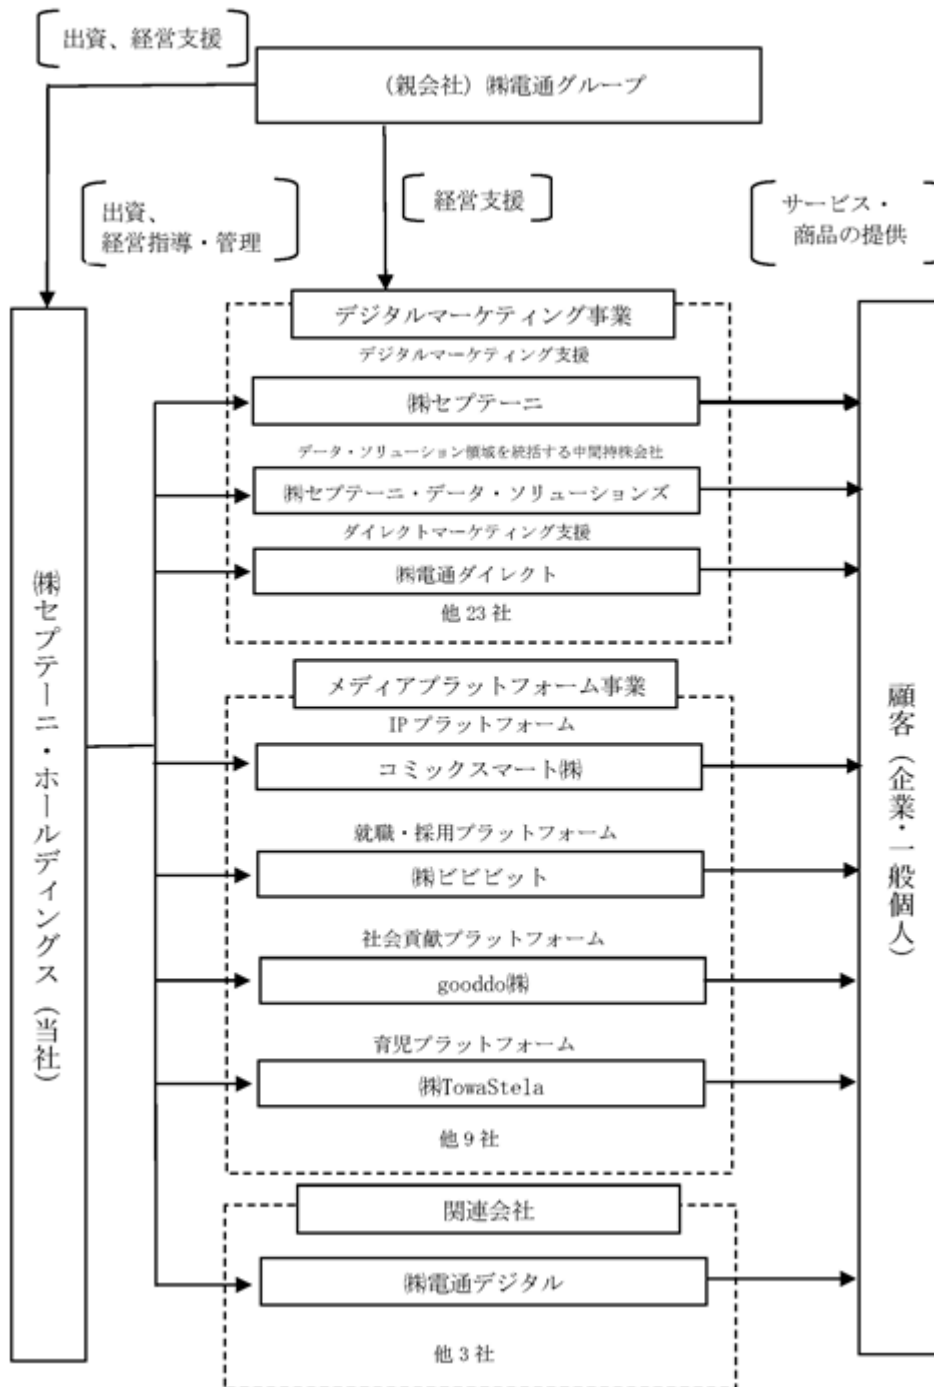 出資、経営支援
(親会社)㈱電通グループ
出資、
経営指導・管理
経営支援
サービス・
商品の提供
㈱セプテーニ・ホールディングス(当社)
デジタルマーケティング事業
デジタルマーケティング支援
㈱セプテーニ
データ・ソリューション領域を統括する中間持株会社
㈱セプテーニ・データ・ソリューションズ
ダイレクトマーケティング支援
㈱電通ダイレクト
他 23 社
メディアプラットフォーム事業
IP プラットフォーム
コミックスマート㈱
就職・採用プラットフォーム
㈱ビビビット
社会貢献プラットフォーム
gooddo㈱
育児プラットフォーム
㈱TowaStela
他 9 社
関連会社
㈱電通デジタル
他 3 社
顧客(企業・一般個人)